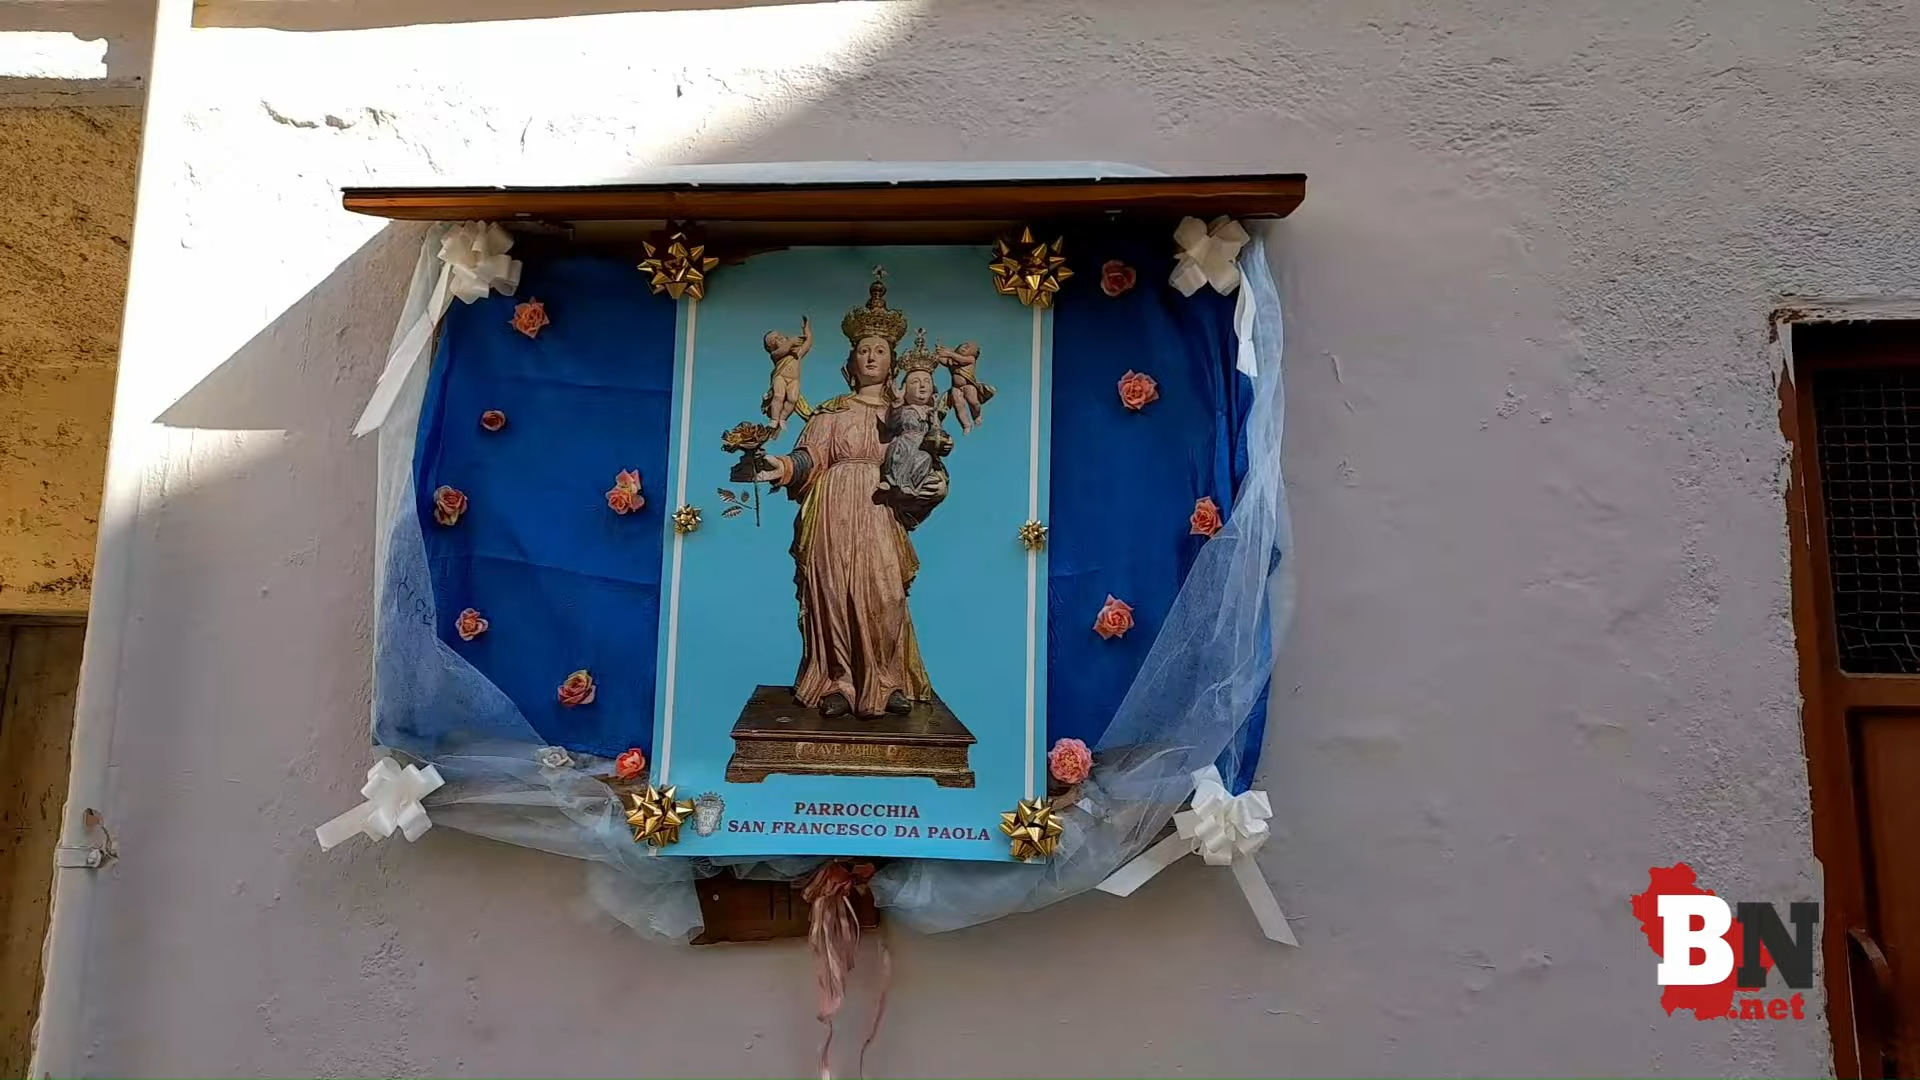 AVE MARIA
PARROCCHIA
SAN FRANCESCO DA PAOLA
BN
.net